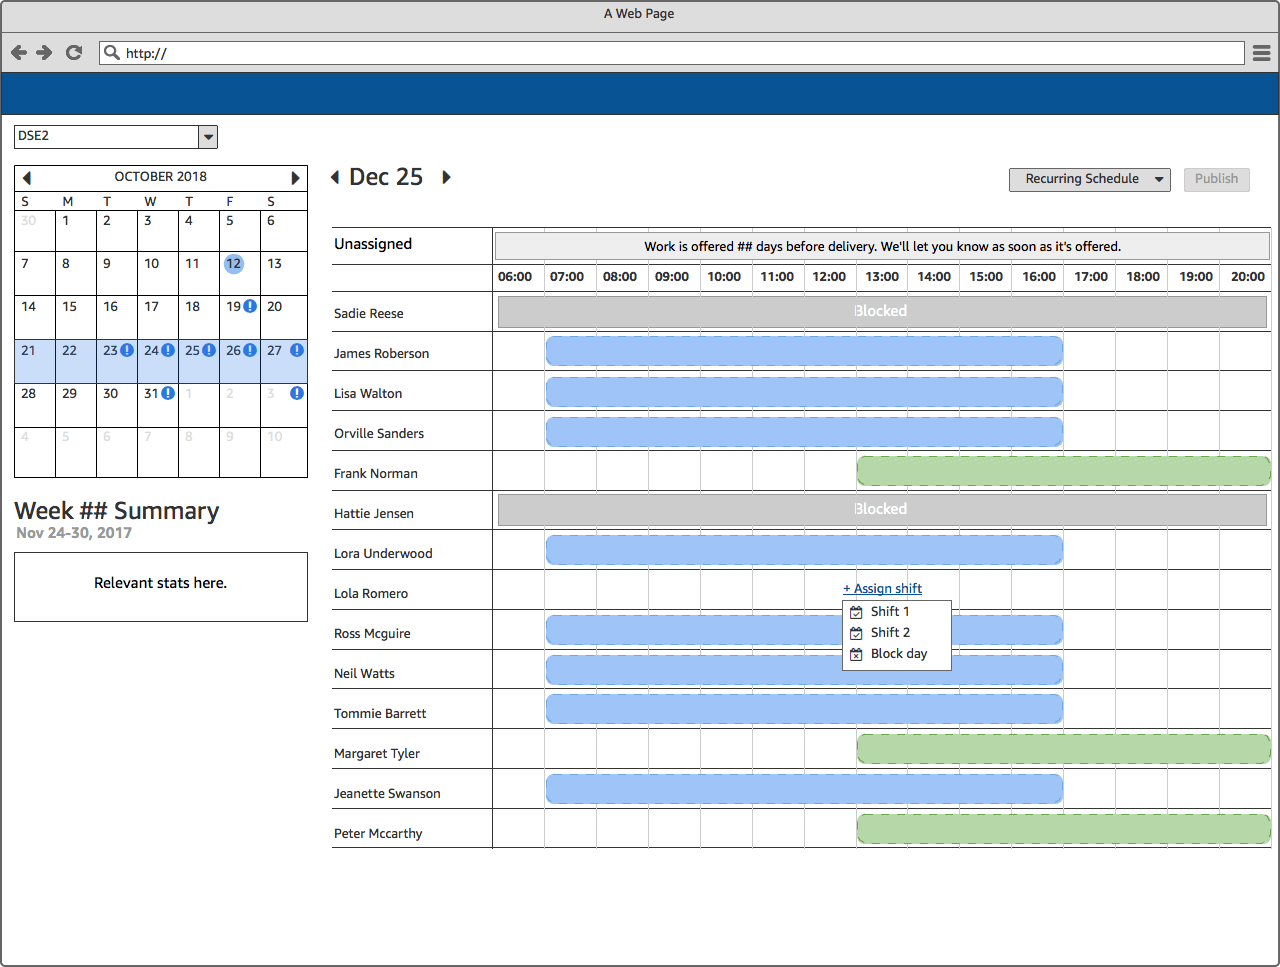 A Web Page
http://
DSE2
OCTOBER 2018
S M T W T F S
30 1 2 3 4 5 6
7 8 9 10 11 12 13
14 15 16 17 18 19 20
21 22 23 24 25 26 27
28 29 30 31 1 2 3
4 5 6 7 8 9 10
Week ## Summary
Nov 24-30, 2017
Relevant stats here.
Dec 25
Recurring Schedule
Publish
Unassigned
Work is offered ## days before delivery. We'll let you know as soon as it's offered.
06:00 07:00 08:00 09:00 10:00 11:00 12:00 13:00 14:00 15:00 16:00 17:00 18:00 19:00 20:00
Sadie Reese
Blocked
James Roberson
Lisa Walton
Orville Sanders
Frank Norman
Hattie Jensen
Blocked
Lora Underwood
Lola Romero
+ Assign shift
Shift 1
Shift 2
Block day
Ross Mcguire
Neil Watts
Tommie Barrett
Margaret Tyler
Jeanette Swanson
Peter Mccarthy